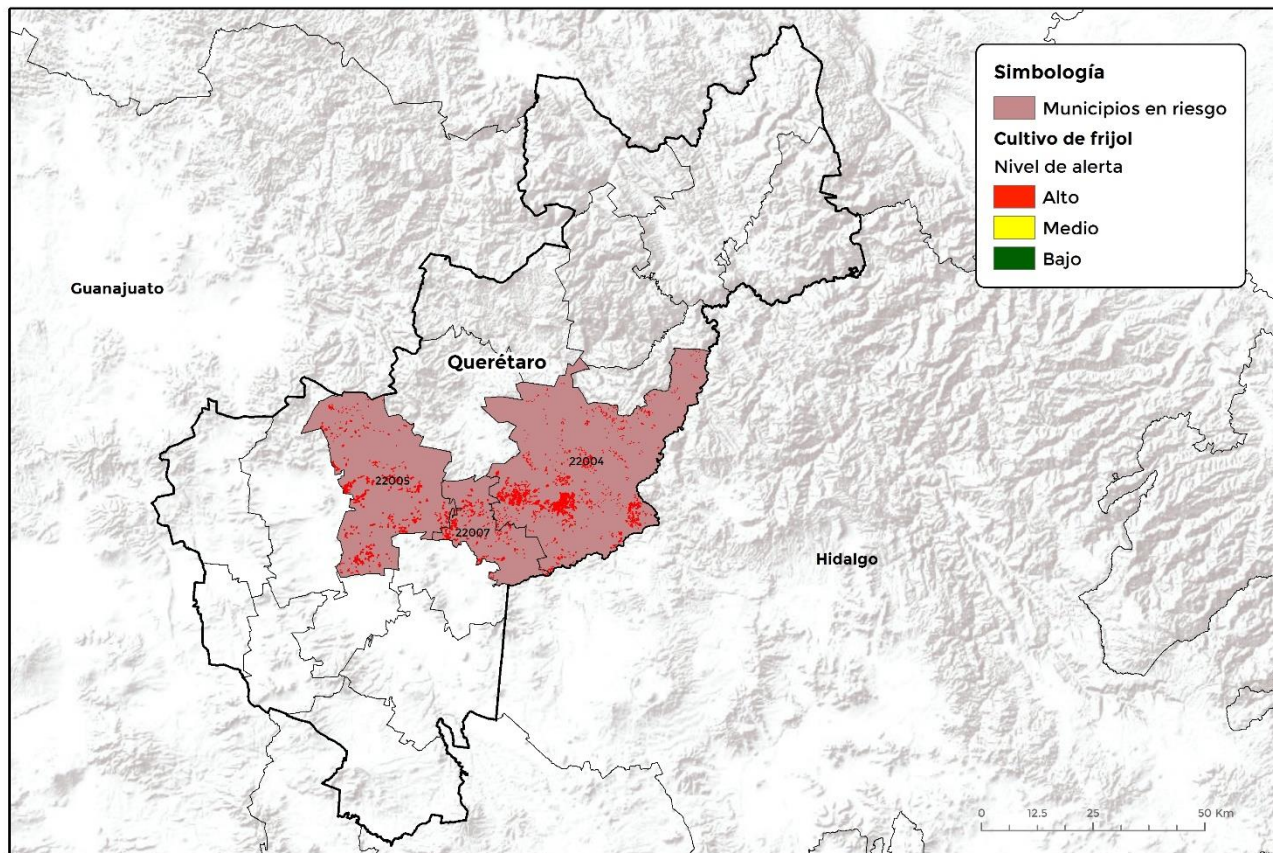 Simbología
Municipios en riesgo
Cultivo de frijol
Nivel de alerta
Alto
Medio
Bajo
Guanajuato
Querétaro
22004
22005
22007
Hidalgo
0 12.5 25 50 Km